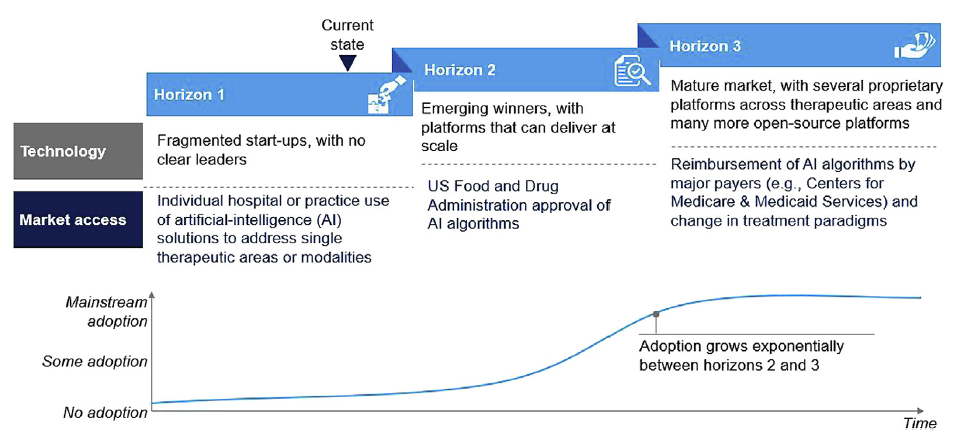 Current
state
Horizon 1
Horizon 2
Horizon 3
Technology
Fragmented start-ups, with no
clear leaders
Emerging winners, with
platforms that can deliver at
scale
Mature market, with several proprietary
platforms across therapeutic areas and
many more open-source platforms
Market access
Individual hospital or practice use
of artificial-intelligence (AI)
solutions to address single
therapeutic areas or modalities
US Food and Drug
Administration approval of
AI algorithms
Reimbursement of AI algorithms by
major payers (e.g., Centers for
Medicare & Medicaid Services) and
change in treatment paradigms
Mainstream
adoption
Some adoption
No adoption
Adoption grows exponentially
between horizons 2 and 3
Time